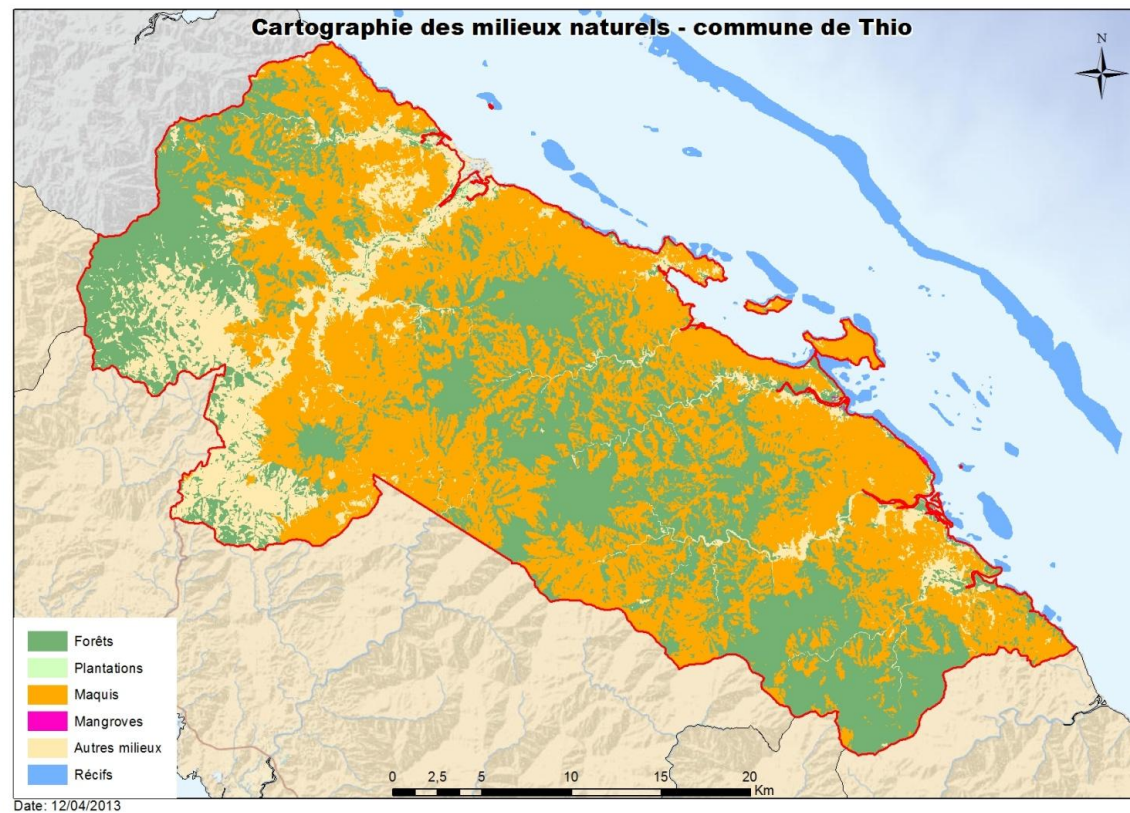 Cartographie des milieux naturels - commune de Thio
N
Forêts
Plantations
Maquis
Mangroves
Autres milieux
Récifs
0 2,5 5 10 15 20
Km
Date: 12/04/2013